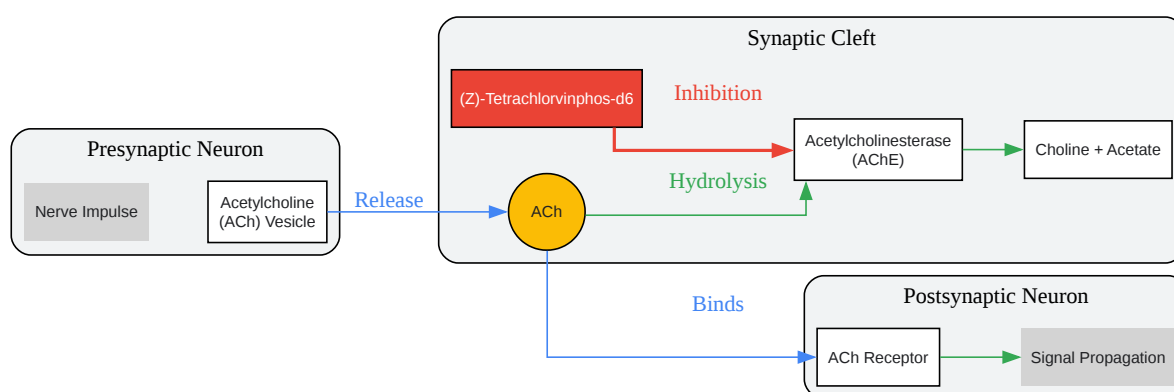 Synaptic Cleft
(Z)-Tetrachlorvinphos-d6
Inhibition
Acetylcholinesterase
(AChE)
Choline + Acetate
Hydrolysis
Presynaptic Neuron
Nerve Impulse
Acetylcholine
(ACh) Vesicle
Release
ACh
Binds
Postsynaptic Neuron
ACh Receptor
Signal Propagation